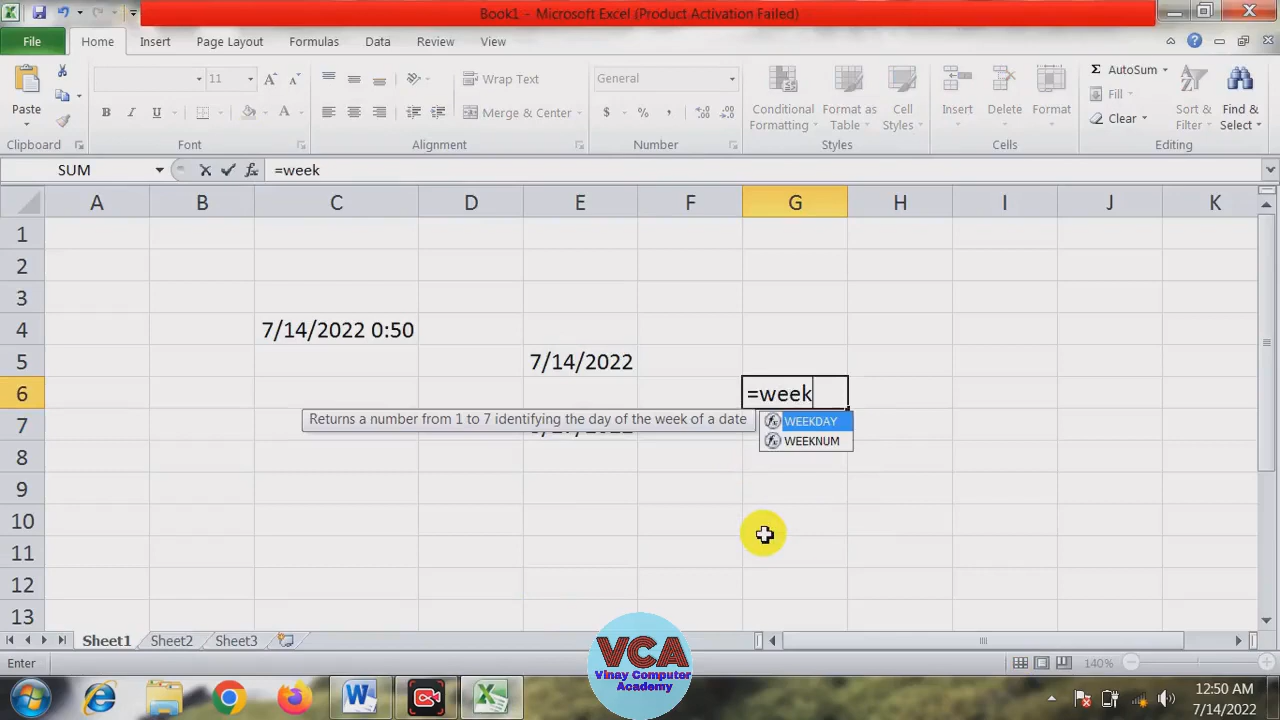 Book1 - Microsoft Excel (Product Activation Failed)
File Home Insert Page Layout Formulas Data Review View
Paste
11
Wrap Text
Merge & Center
General
$ % ,
Conditional Formatting
Format as Table
Cell Styles
Insert Delete Format
AutoSum
Fill
Clear
Sort & Filter
Find & Select
Clipboard Font Alignment Number Styles Cells Editing
SUM =week
A B C D E F G H I J K
1
2
3
4 7/14/2022 0:50
5 7/14/2022
6 =week
Returns a number from 1 to 7 identifying the day of the week of a date
WEEKDAY
WEEKNUM
7
8
9
10
11
12
13
Sheet1 Sheet2 Sheet3
Enter
140%
VCA
Vinay Computer
Academy
12:50 AM
7/14/2022